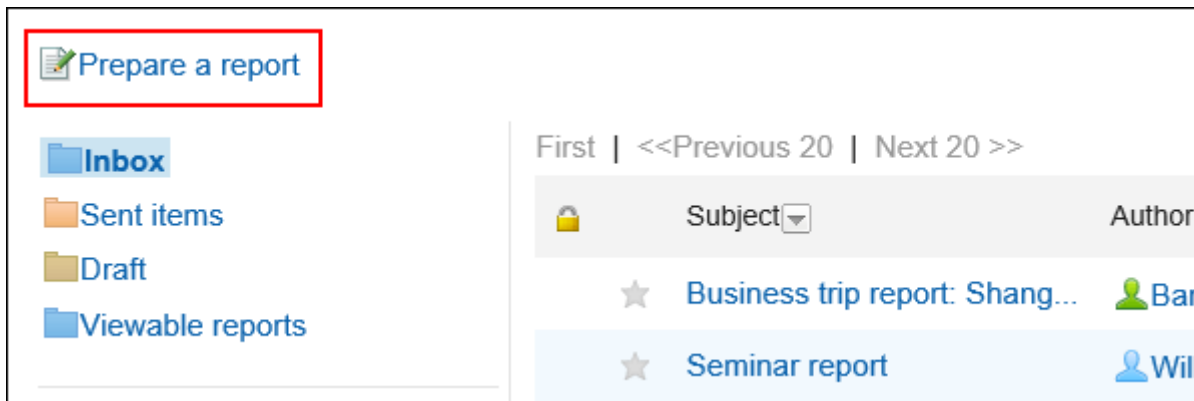 Prepare a report
Inbox
Sent items
Draft
Viewable reports
First | <<Previous 20 | Next 20 >>
Subject Author
Business trip report: Shang...
Seminar report